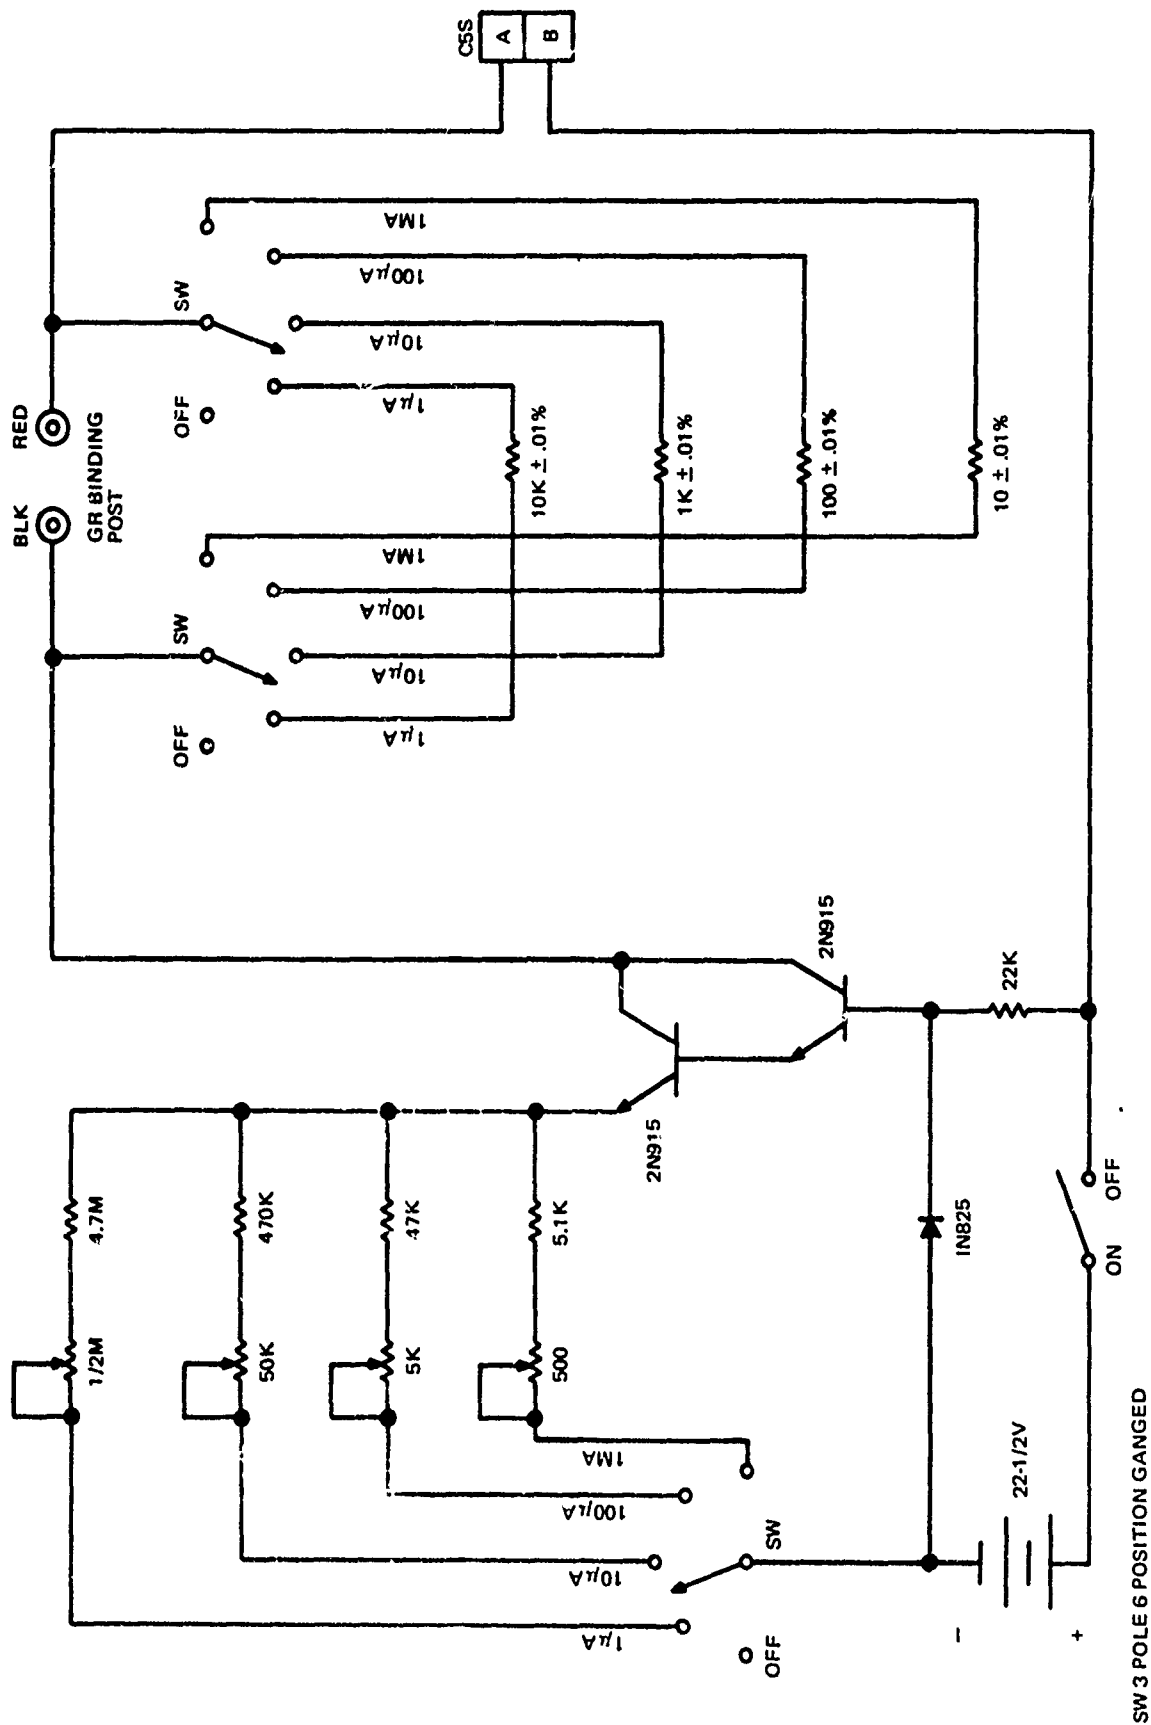 C5S
A
B
RED
BLK
GR BINDING
POST
SW
OFF
1MA
100μA
10μA
1μA
SW
OFF
1MA
100μA
10μA
1μA
10K ± .01%
1K ± .01%
100 ± .01%
10 ± .01%
2N915
2N915
22K
4.7M
1/2M
470K
50K
47K
5K
5.1K
500
1MA
100μA
10μA
1μA
SW
OFF
IN825
OFF
ON
22-1/2V
−
+
SW 3 POLE 6 POSITION GANGED